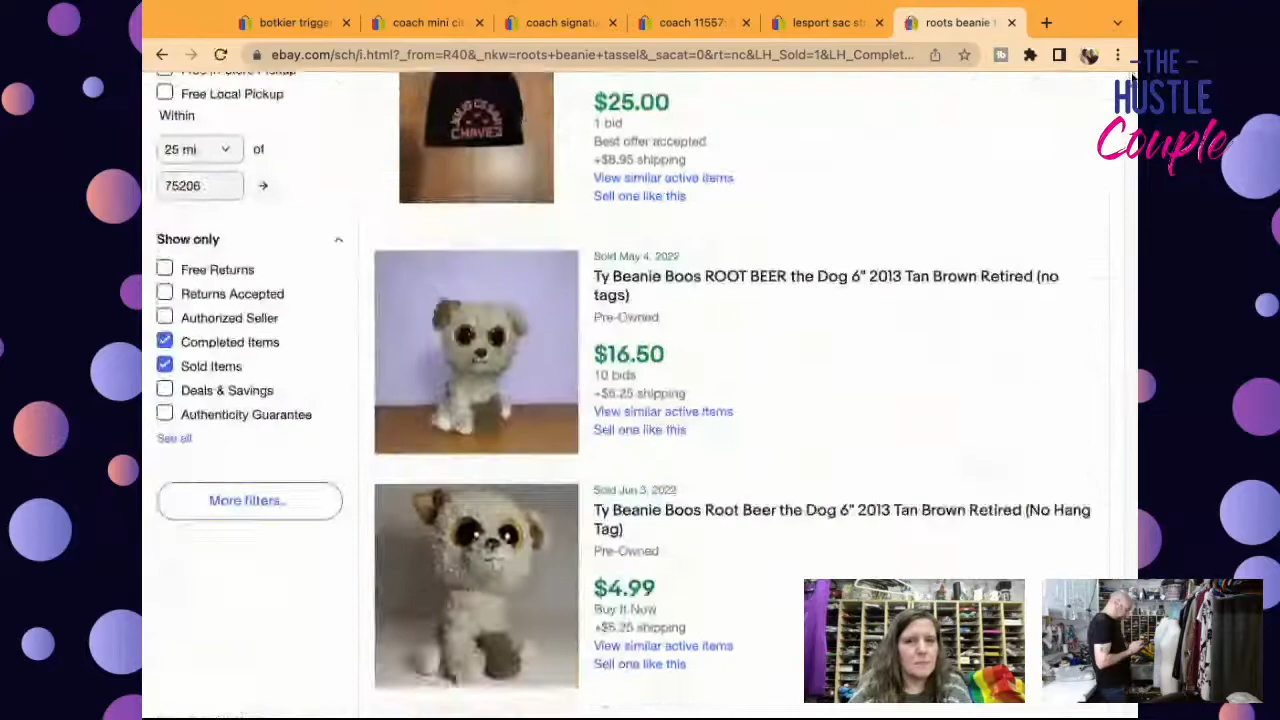 botkier trigger
coach mini cit
coach signatu
coach 11557
lesport sac st
roots beanie t
ebay.com/sch/i.html?_from=R40&_nkw=roots+beanie+tassel&_sacat=0&rt=nc&LH_Sold=1&LH_Complet...
-THE-
HUSTLE
Couple
Free Local Pickup
Within
25 mi of
75206
Show only
Free Returns
Returns Accepted
Authorized Seller
Completed Items
Sold Items
Deals & Savings
Authenticity Guarantee
See all
More filters...
CHAVEZ
$25.00
1 bid
Best offer accepted
+$8.95 shipping
View similar active items
Sell one like this
Sold May 4, 2022
Ty Beanie Boos ROOT BEER the Dog 6" 2013 Tan Brown Retired (no
tags)
Pre-Owned
$16.50
10 bids
+$6.25 shipping
View similar active items
Sell one like this
Sold Jun 3, 2022
Ty Beanie Boos Root Beer the Dog 6" 2013 Tan Brown Retired (No Hang
Tag)
Pre-Owned
$4.99
Buy It Now
+$5.25 shipping
View similar active items
Sell one like this